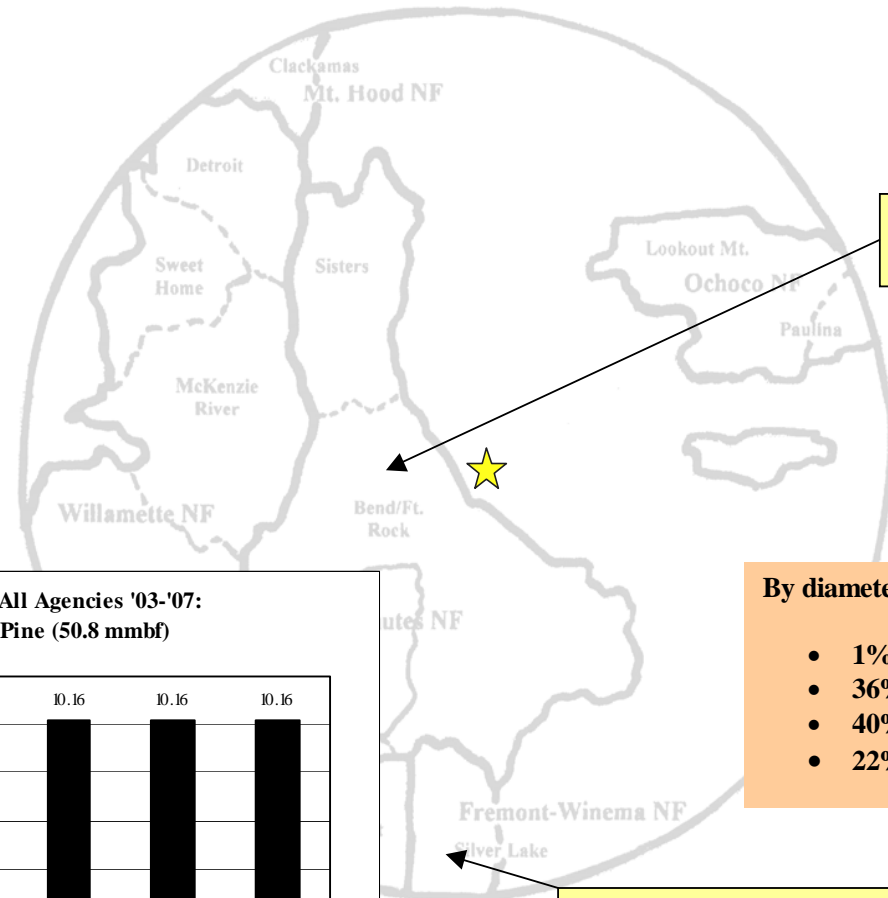 Clackamas
Mt. Hood NF
Detroit
Sweet
Home
Sisters
Lookout Mt.
Ochoco NF
Paulina
McKenzie
River
Willamette NF
Bend/Ft.
Rock
utes NF
Fremont-Winema NF
Silver Lake
All Agencies '03-'07:
Pine (50.8 mmbf)
10.16 10.16 10.16
By diamete
• 1%
• 36%
• 40%
• 22%